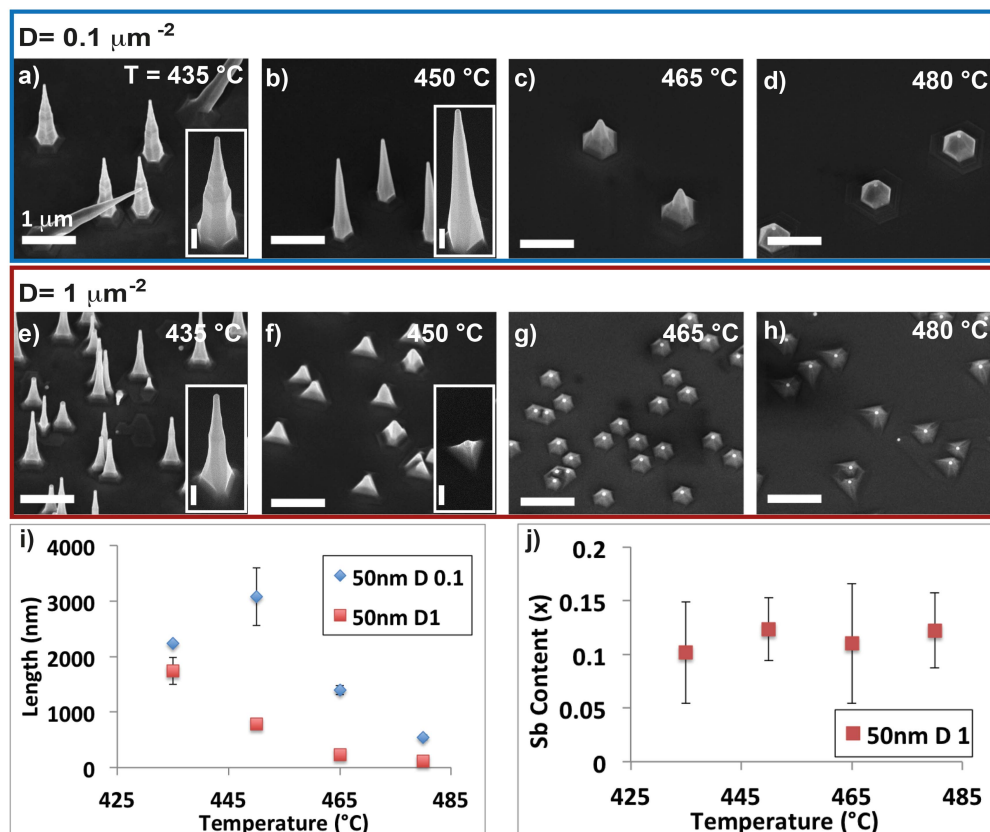 D= 0.1 μm -2
a) T = 435 °C
b) 450 °C
c) 465 °C
d) 480 °C
1 μm
D= 1 μm-2
e) 435 °C
f) 450 °C
g) 465 °C
h) 480 °C
i)
4000
3000
2000
1000
0
Length (nm)
50nm D 0.1
50nm D1
425 445 465 485
Temperature (°C)
j)
0.2
0.15
0.1
0.05
0
Sb Content (x)
50nm D 1
425 445 465 485
Temperature (°C)